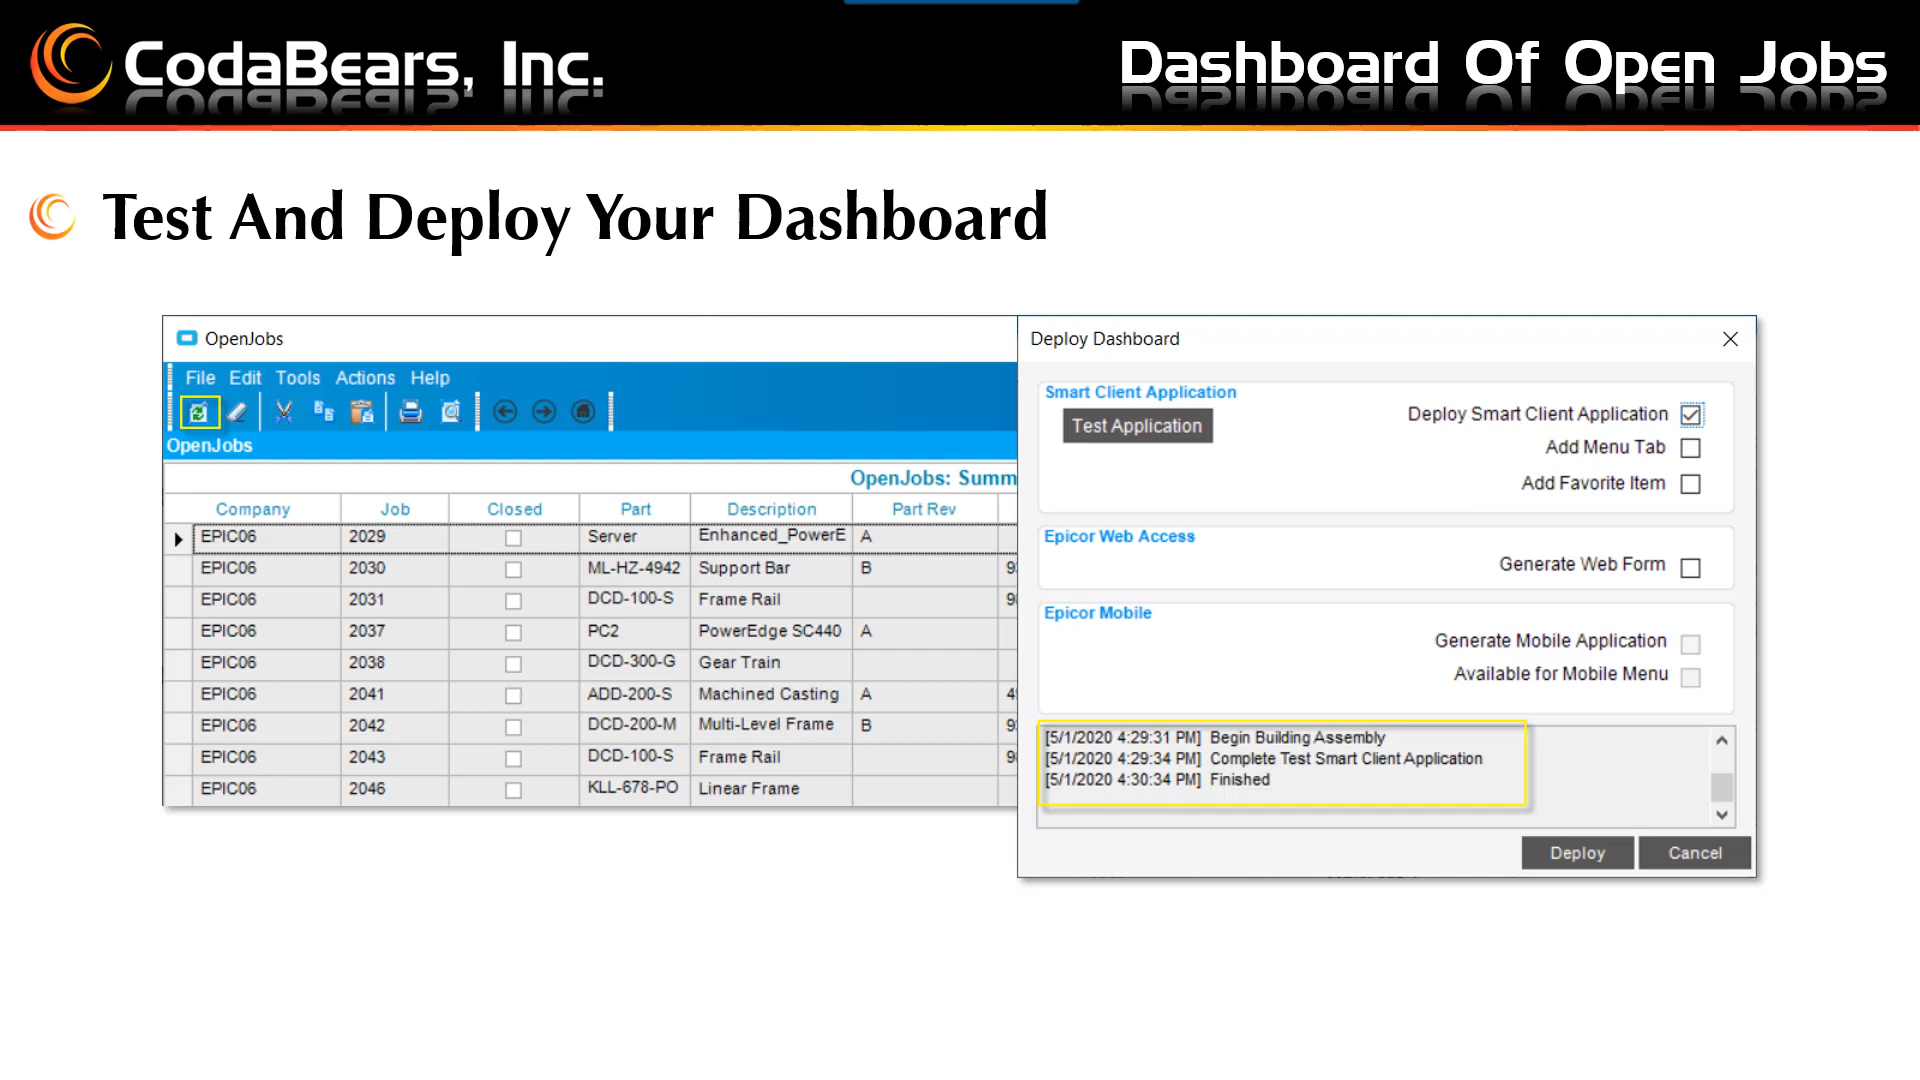 CodaBears, Inc.
Dashboard Of Open Jobs
Test And Deploy Your Dashboard
OpenJobs
File Edit Tools Actions Help
OpenJobs
OpenJobs: Summ
Company Job Closed Part Description Part Rev
EPIC06 2029 Server Enhanced_PowerE A
EPIC06 2030 ML-HZ-4942 Support Bar B
EPIC06 2031 DCD-100-S Frame Rail
EPIC06 2037 PC2 PowerEdge SC440 A
EPIC06 2038 DCD-300-G Gear Train
EPIC06 2041 ADD-200-S Machined Casting A
EPIC06 2042 DCD-200-M Multi-Level Frame B
EPIC06 2043 DCD-100-S Frame Rail
EPIC06 2046 KLL-678-PO Linear Frame
Deploy Dashboard
Smart Client Application
Test Application
Deploy Smart Client Application
Add Menu Tab
Add Favorite Item
Epicor Web Access
Generate Web Form
Epicor Mobile
Generate Mobile Application
Available for Mobile Menu
[5/1/2020 4:29:31 PM] Begin Building Assembly
[5/1/2020 4:29:34 PM] Complete Test Smart Client Application
[5/1/2020 4:30:34 PM] Finished
Deploy Cancel